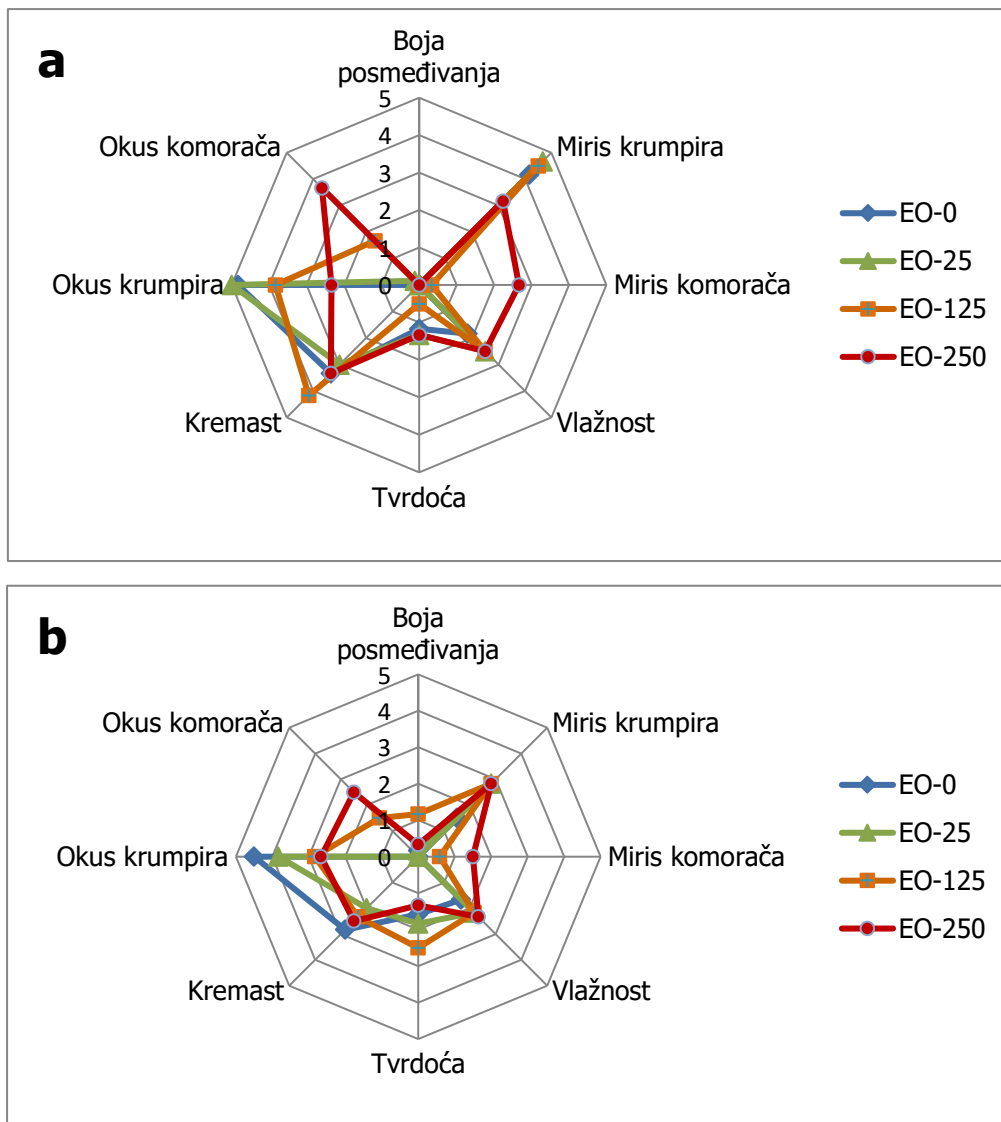 a
Boja
posmeđivanja
5
4
3
2
1
0
Miris krumpira
Miris komorača
Vlažnost
Tvrdoća
Kremast
Okus krumpira
Okus komorača
EO-0
EO-25
EO-125
EO-250
b
Boja
posmeđivanja
5
4
3
2
1
0
Miris krumpira
Miris komorača
Vlažnost
Tvrdoća
Kremast
Okus krumpira
Okus komorača
EO-0
EO-25
EO-125
EO-250